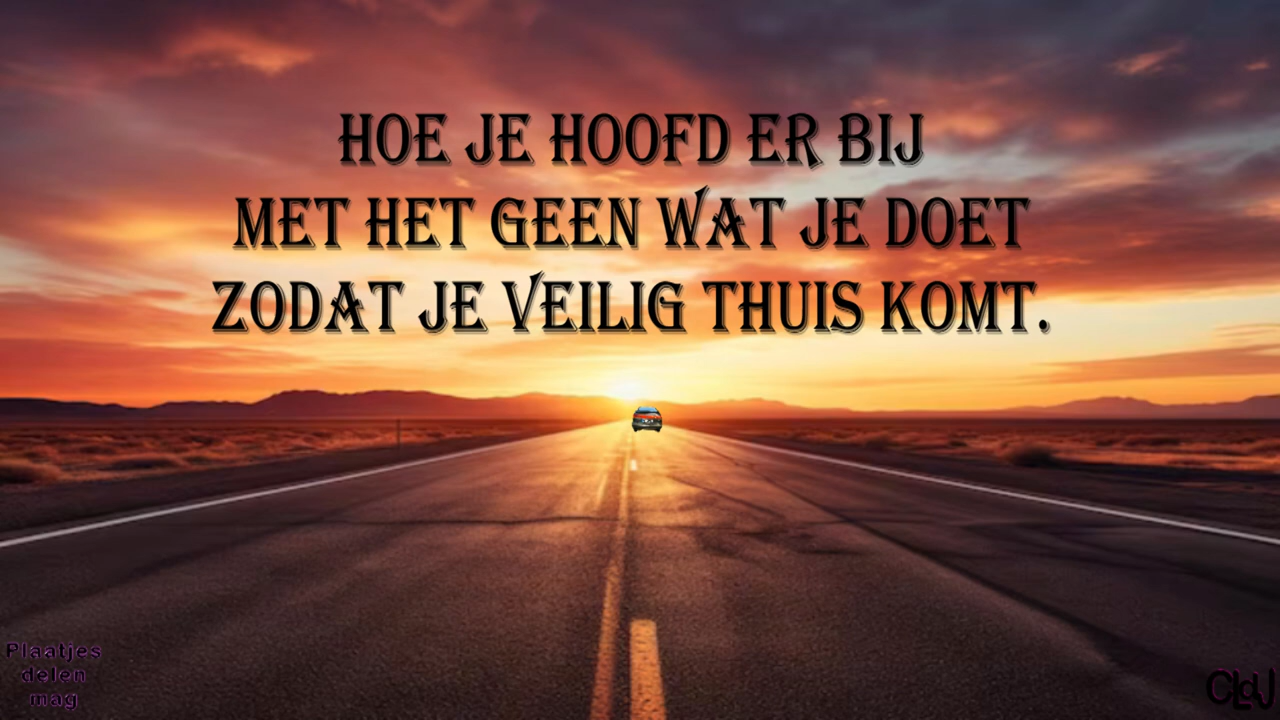 HOE JE HOOFD ER BIJ
MET HET GEEN WAT JE DOET
ZODAT JE VEILIG THUIS KOMT.
Plaatjes
delen
mag
CLdJ